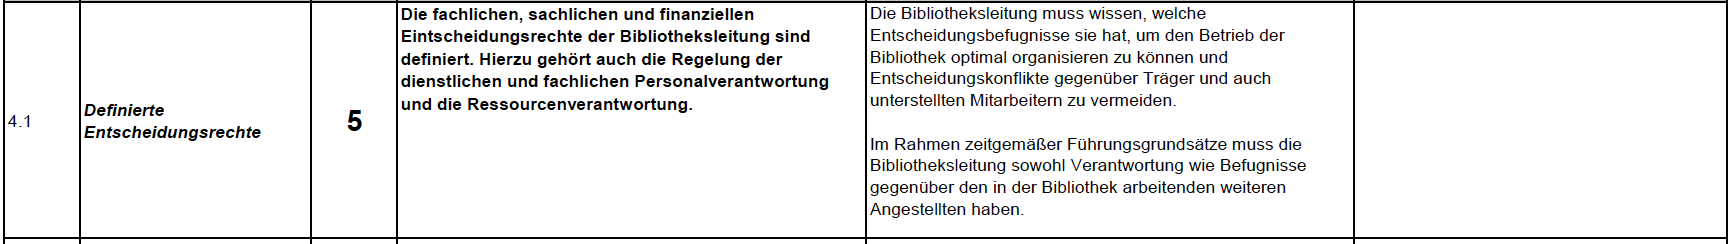 4.1
Definierte
Entscheidungsrechte
5
Die fachlichen, sachlichen und finanziellen
Eintscheidungsrechte der Bibliotheksleitung sind
definiert. Hierzu gehört auch die Regelung der
dienstlichen und fachlichen Personalverantwortung
und die Ressourcenverantwortung.
Die Bibliotheksleitung muss wissen, welche
Entscheidungsbefugnisse sie hat, um den Betrieb der
Bibliothek optimal organisieren zu können und
Entscheidungskonflikte gegenüber Träger und auch
unterstellten Mitarbeitern zu vermeiden.
Im Rahmen zeitgemäßer Führungsgrundsätze muss die
Bibliotheksleitung sowohl Verantwortung wie Befugnisse
gegenüber den in der Bibliothek arbeitenden weiteren
Angestellten haben.